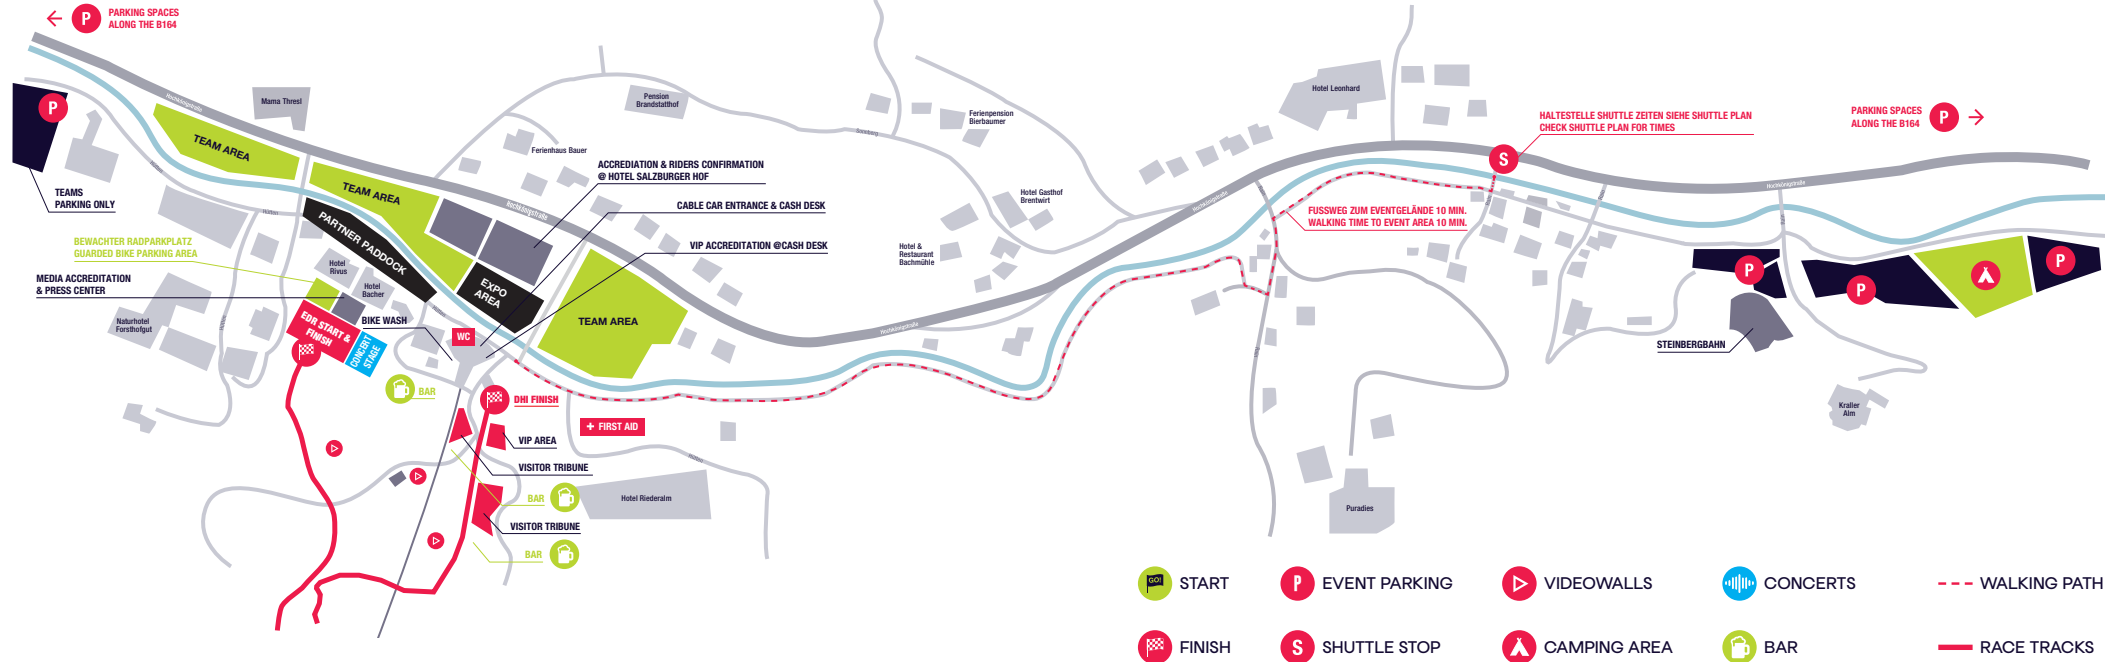 P PARKING SPACES
ALONG THE B164
P
TEAMS
PARKING ONLY
Mama Thresl
Hochkönigstraße
TEAM AREA
TEAM AREA
PARTNER PADDOCK
BEWACHTER RADPARKPLATZ
GUARDED BIKE PARKING AREA
MEDIA ACCREDITATION
& PRESS CENTER
Hotel
Rivus
Hotel
Bacher
Naturhotel
Forsthofgut
EDR START &
FINISH
CONCERT
STAGE
BIKE WASH
WC
BAR
Pension
Brandstatthof
Ferienhaus Bauer
ACCREDIATION & RIDERS CONFIRMATION
@ HOTEL SALZBURGER HOF
Hochkönigstraße
CABLE CAR ENTRANCE & CASH DESK
VIP ACCREDITATION @CASH DESK
EXPO
AREA
TEAM AREA
DHI FINISH
+ FIRST AID
VIP AREA
VISITOR TRIBUNE
BAR
VISITOR TRIBUNE
BAR
Hotel Riederalm
Sonnberg
Ferienpension
Bierbaumer
Hotel Gasthof
Brentwirt
Hotel &
Restaurant
Bachmühle
Hochkönigstraße
Hochkönigstraße
Hotel Leonhard
HALTESTELLE SHUTTLE ZEITEN SIEHE SHUTTLE PLAN
CHECK SHUTTLE PLAN FOR TIMES
S
FUSSWEG ZUM EVENTGELÄNDE 10 MIN.
WALKING TIME TO EVENT AREA 10 MIN.
PARKING SPACES
ALONG THE B164 P
Hochkönigstraße
P
P
P
STEINBERGBAHN
Kraller
Alm
Puradies
GO! START
P EVENT PARKING
VIDEOWALLS
CONCERTS
WALKING PATH
FINISH
S SHUTTLE STOP
CAMPING AREA
BAR
RACE TRACKS